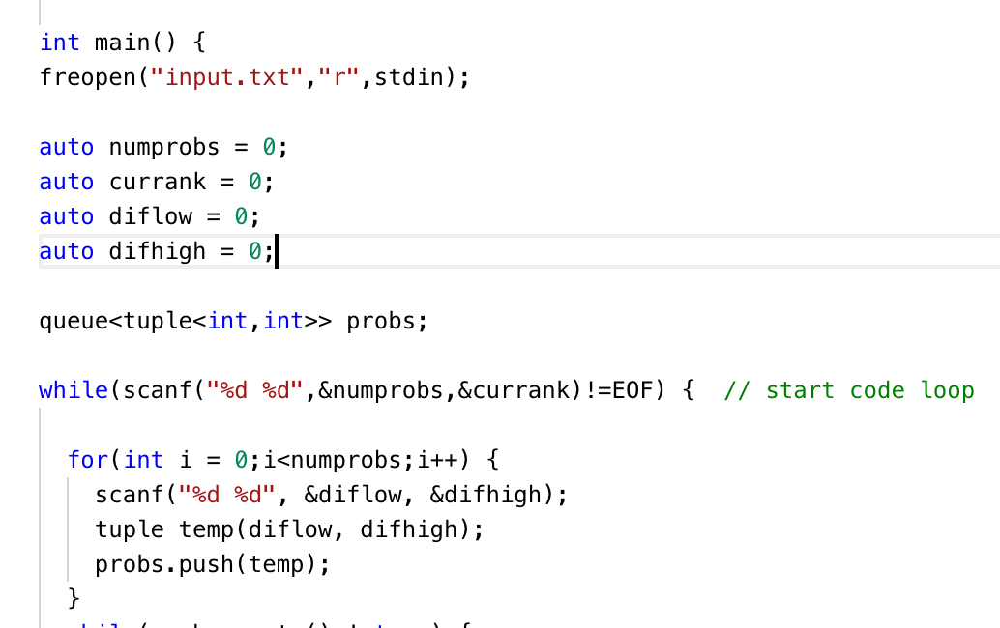 int main() {
freopen("input.txt","r",stdin);
auto numprobs = 0;
auto currank = 0;
auto diflow = 0;
auto difhigh = 0;
queue<tuple<int,int>> probs;
while(scanf("%d %d",&numprobs,&currank)!=EOF) {  // start code loop
for(int i = 0;i<numprobs;i++) {
scanf("%d %d", &diflow, &difhigh);
tuple temp(diflow, difhigh);
probs.push(temp);
}